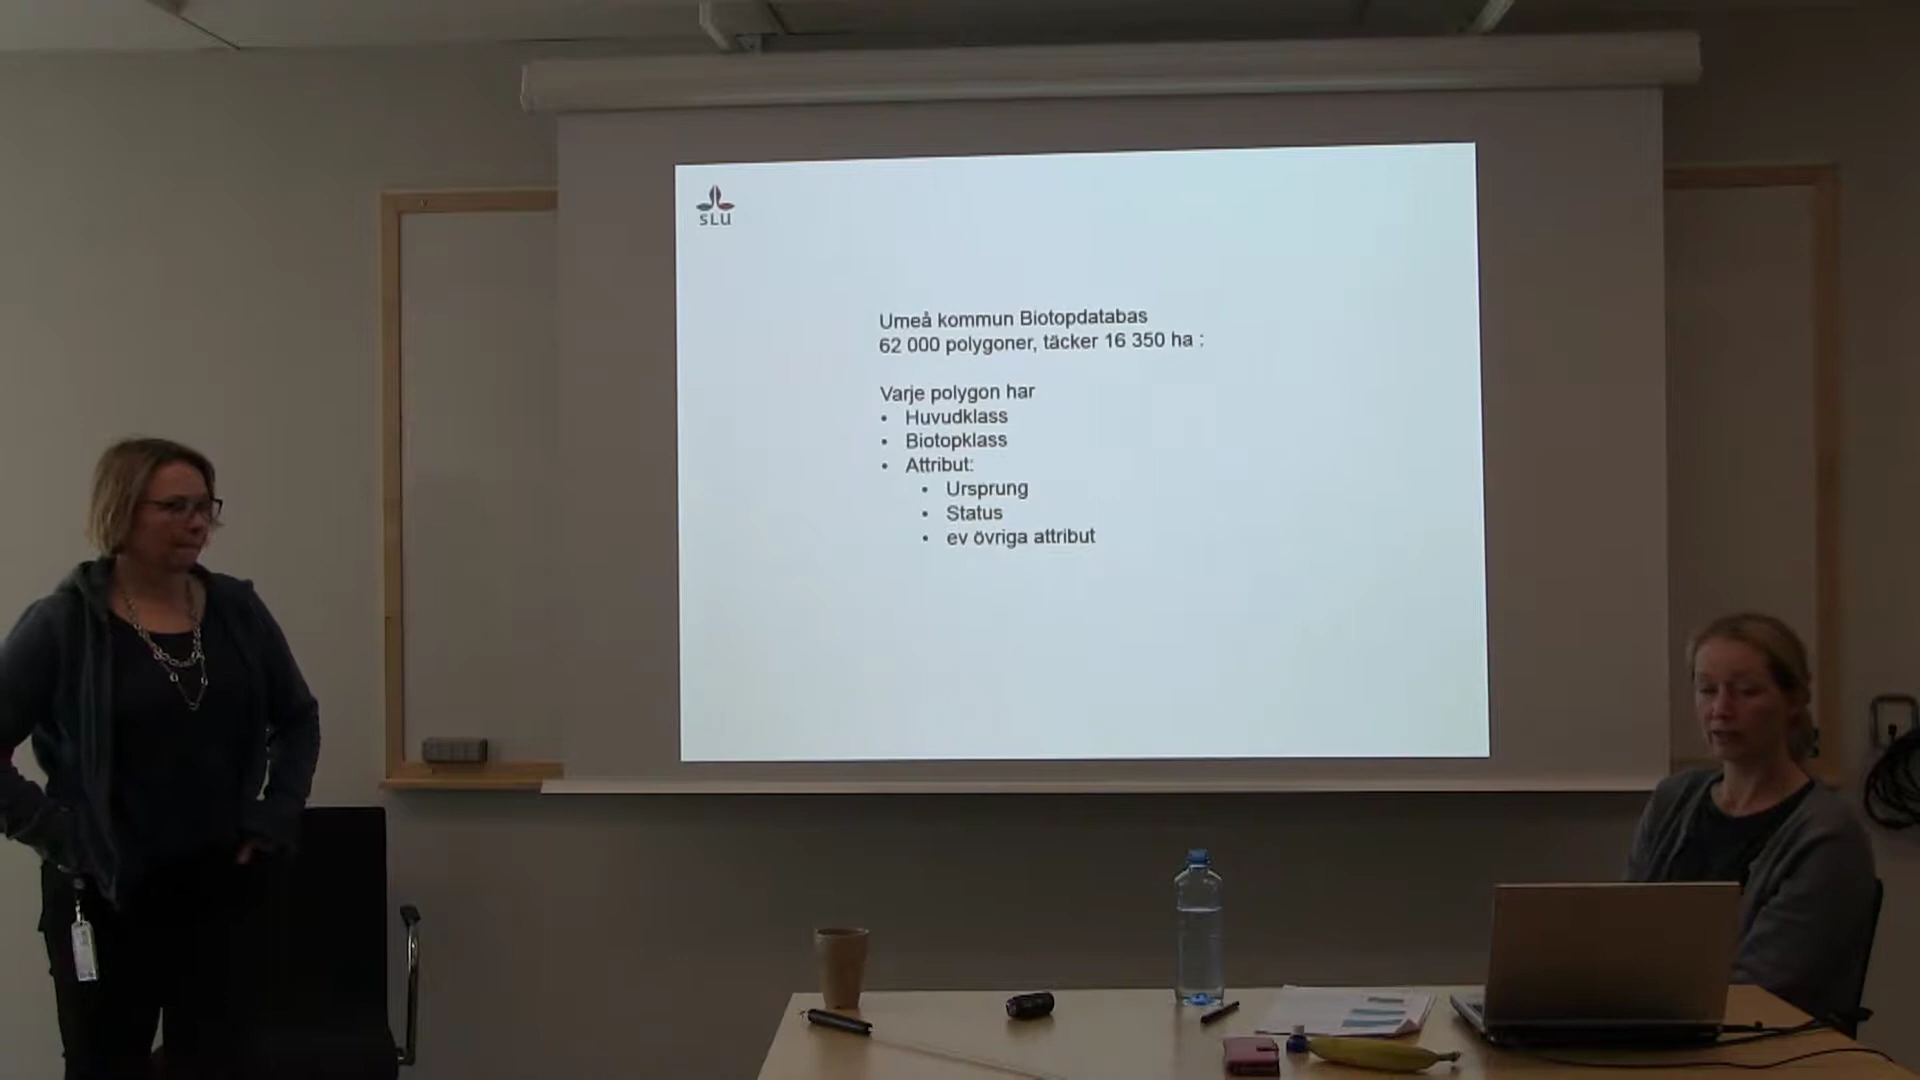 SLU
Umeå kommun Biotopdatabas
62 000 polygoner, täcker 16 350 ha :
Varje polygon har
• Huvudklass
• Biotopklass
• Attribut:
• Ursprung
• Status
• ev övriga attribut